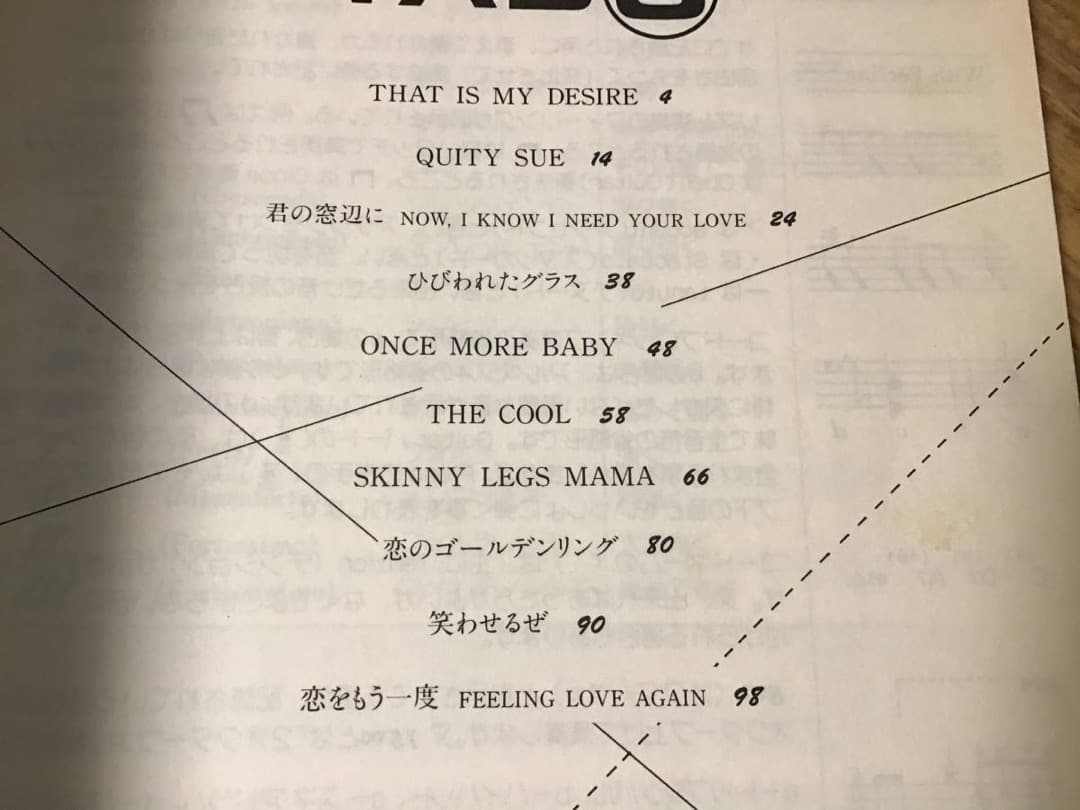 THAT IS MY DESIRE 4
QUITY SUE 14
君の窓辺に NOW, I KNOW I NEED YOUR LOVE 24
ひびわれたグラス 38
ONCE MORE BABY 48
THE COOL 58
SKINNY LEGS MAMA 66
恋のゴールデンリング 80
笑わせるぜ 90
恋をもう一度 FEELING LOVE AGAIN 98